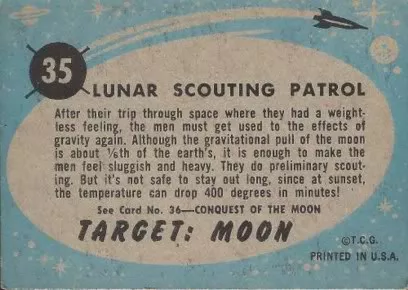 35
LUNAR SCOUTING PATROL
After their trip through space where they had a weight-
less feeling, the men must get used to the effects of
gravity again. Although the gravitational pull of the moon
is about ⅙th of the earth's, it is enough to make the
men feel sluggish and heavy. They do preliminary scout-
ing. But it's not safe to stay out long, since at sunset,
the temperature can drop 400 degrees in minutes!
See Card No. 36—CONQUEST OF THE MOON
TARGET: MOON
©T.C.G.
PRINTED IN U.S.A.